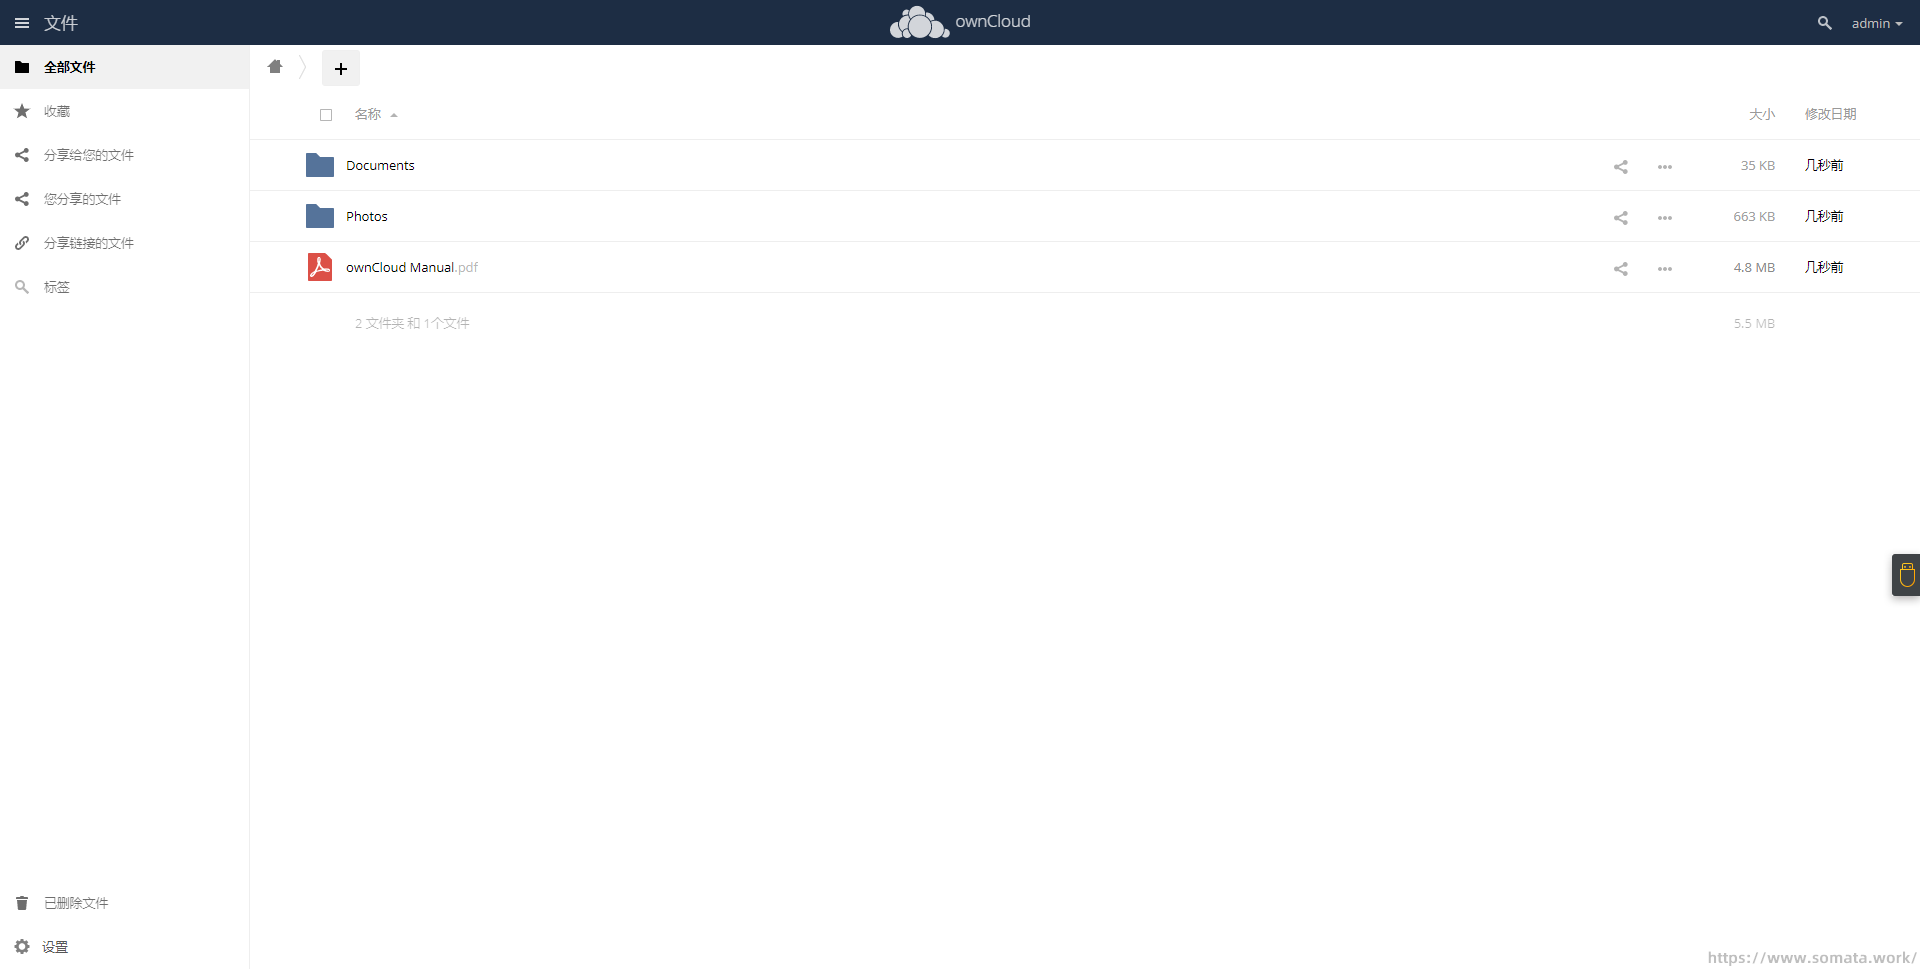 文件
ownCloud
admin
全部文件
收藏
分享给您的文件
您分享的文件
分享链接的文件
标签
已删除文件
设置
名称 大小 修改日期
Documents 35 KB 几秒前
Photos 663 KB 几秒前
ownCloud Manual.pdf 4.8 MB 几秒前
2 文件夹 和 1个文件 5.5 MB
https://www.somata.work/